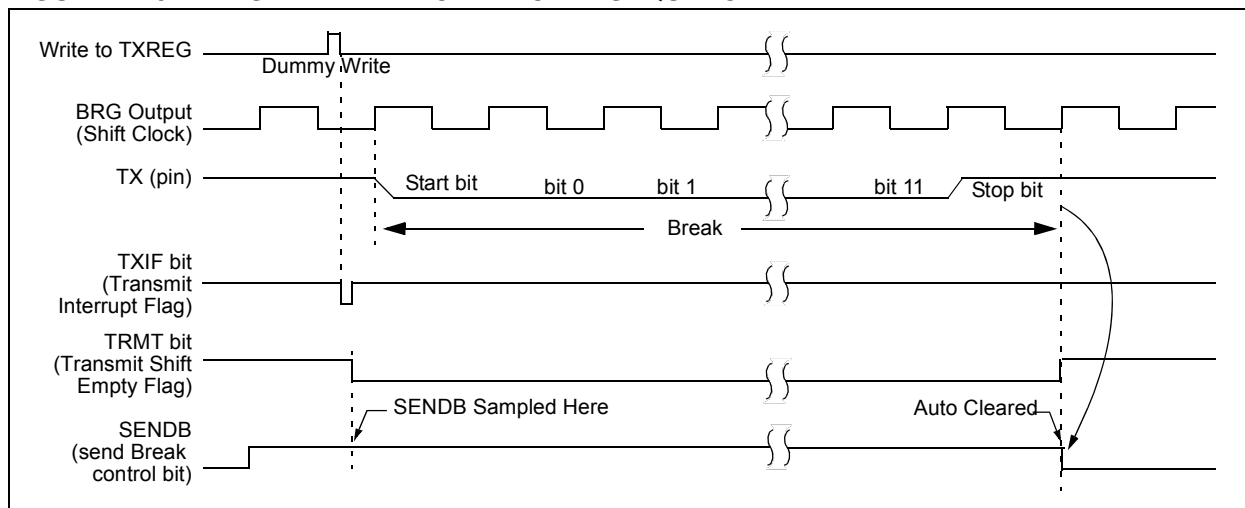 Write to TXREG
Dummy Write
BRG Output
(Shift Clock)
TX (pin)
Start bit
bit 0
bit 1
bit 11
Stop bit
Break
TXIF bit
(Transmit
Interrupt Flag)
TRMT bit
(Transmit Shift
Empty Flag)
SENDB Sampled Here
Auto Cleared
SENDB
(send Break
control bit)